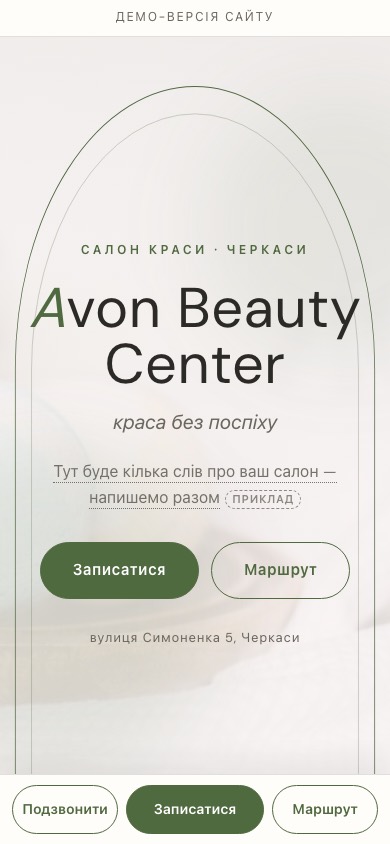 ДЕМО-ВЕРСІЯ САЙТУ
САЛОН КРАСИ · ЧЕРКАСИ
Avon Beauty
Center
краса без поспіху
Тут буде кілька слів про ваш салон —
напишемо разом ПРИКЛАД
Записатися Маршрут
вулиця Симоненка 5, Черкаси
Подзвонити Записатися Маршрут